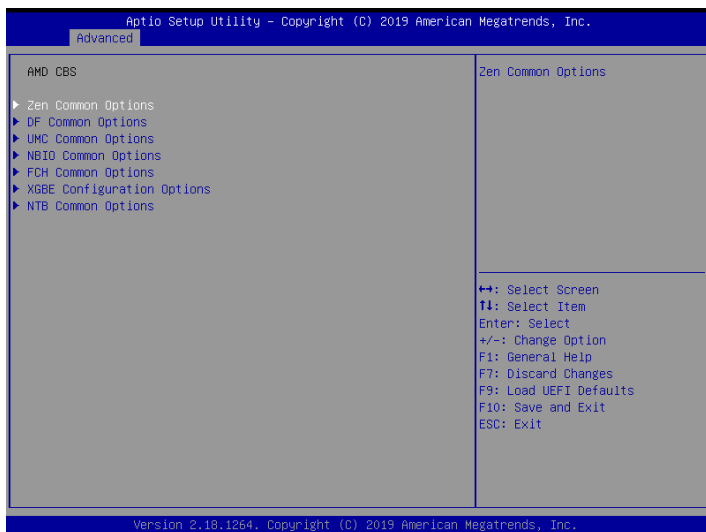 Aptio Setup Utility – Copyright (C) 2019 American Megatrends, Inc.
Advanced
AMD CBS
Zen Common Options
DF Common Options
UMC Common Options
NBIO Common Options
FCH Common Options
XGBE Configuration Options
NTB Common Options
Zen Common Options
↔: Select Screen
↑↓: Select Item
Enter: Select
+/-: Change Option
F1: General Help
F7: Discard Changes
F9: Load UEFI Defaults
F10: Save and Exit
ESC: Exit
Version 2.18.1264. Copyright (C) 2019 American Megatrends, Inc.